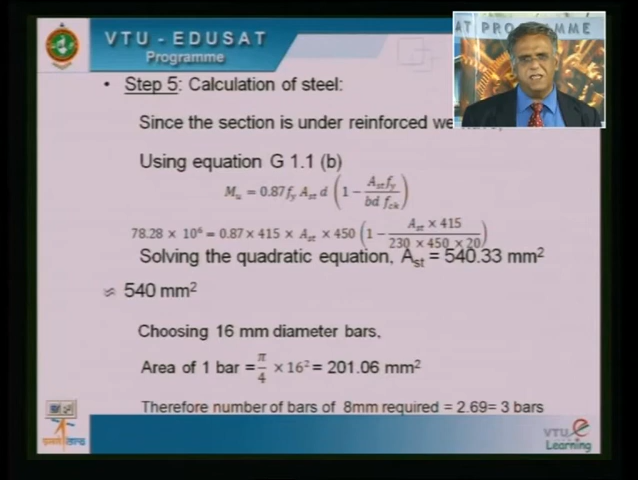 VTU - EDUSAT
Programme
AT PROGRAMME
• Step 5: Calculation of steel:
Since the section is under reinforced we
Using equation G 1.1 (b)
Mu = 0.87fy Ast d (1 − Ast fy / bd fck)
78.28 × 10⁶ = 0.87 × 415 × Ast × 450 (1 − Ast × 415 / 230 × 450 × 20)
Solving the quadratic equation, Ast = 540.33 mm²
≈ 540 mm²
Choosing 16 mm diameter bars,
Area of 1 bar = π/4 × 16² = 201.06 mm²
Therefore number of bars of 8mm required = 2.69= 3 bars
VTU e
Learning